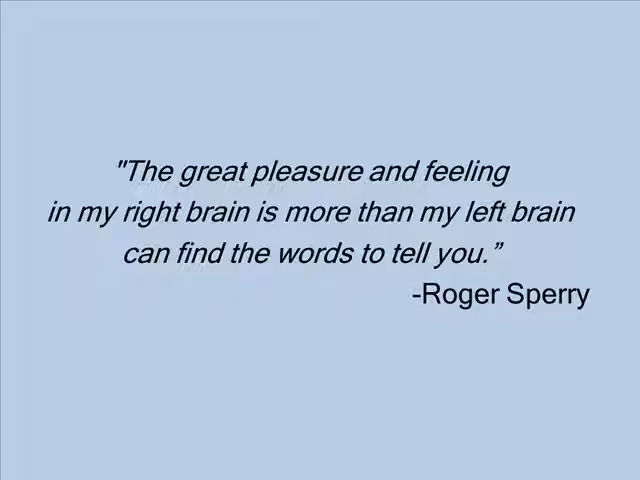 "The great pleasure and feeling
in my right brain is more than my left brain
can find the words to tell you.”
-Roger Sperry